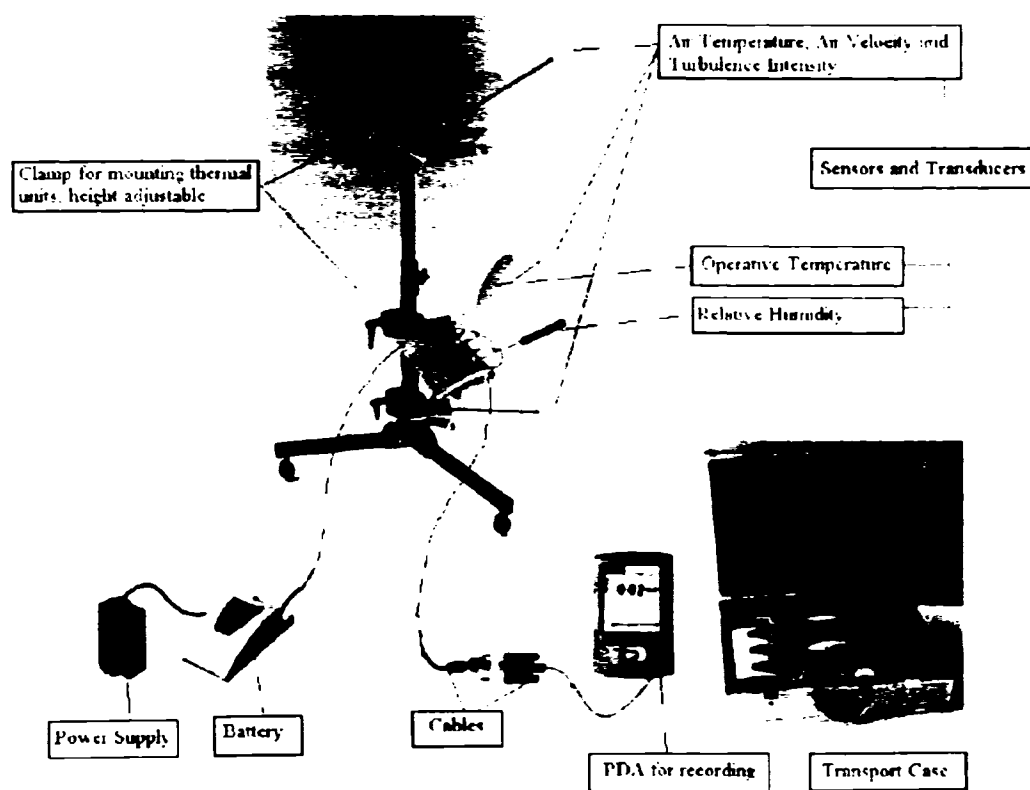 Air Temperature, Air Velocity and
Turbulence Intensity
Clamp for mounting thermal
units, height adjustable
Sensors and Transducers
Operative Temperature
Relative Humidity
Power Supply
Battery
Cables
PDA for recording
Transport Case